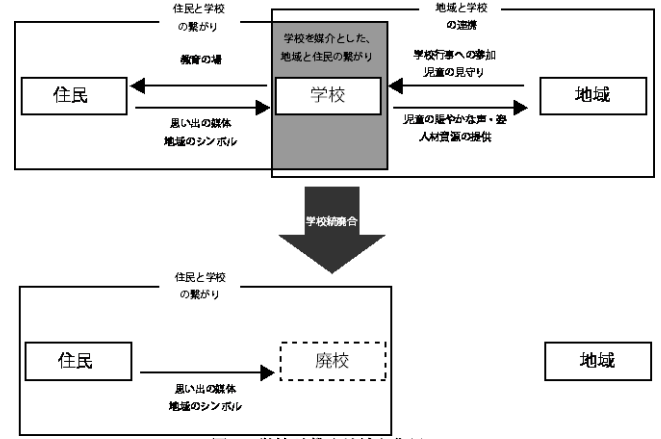 住民と学校
の繋がり
地域と学校
の連携
学校を媒介とした、
地域と住民の繋がり
教育の場
学校行事への参加
児童の見守り
住民
学校
地域
思い出の媒体
地域のシンボル
児童の賑やかな声・姿
人材資源の提供
学校統廃合
住民と学校
の繋がり
住民
廃校
地域
思い出の媒体
地域のシンボル